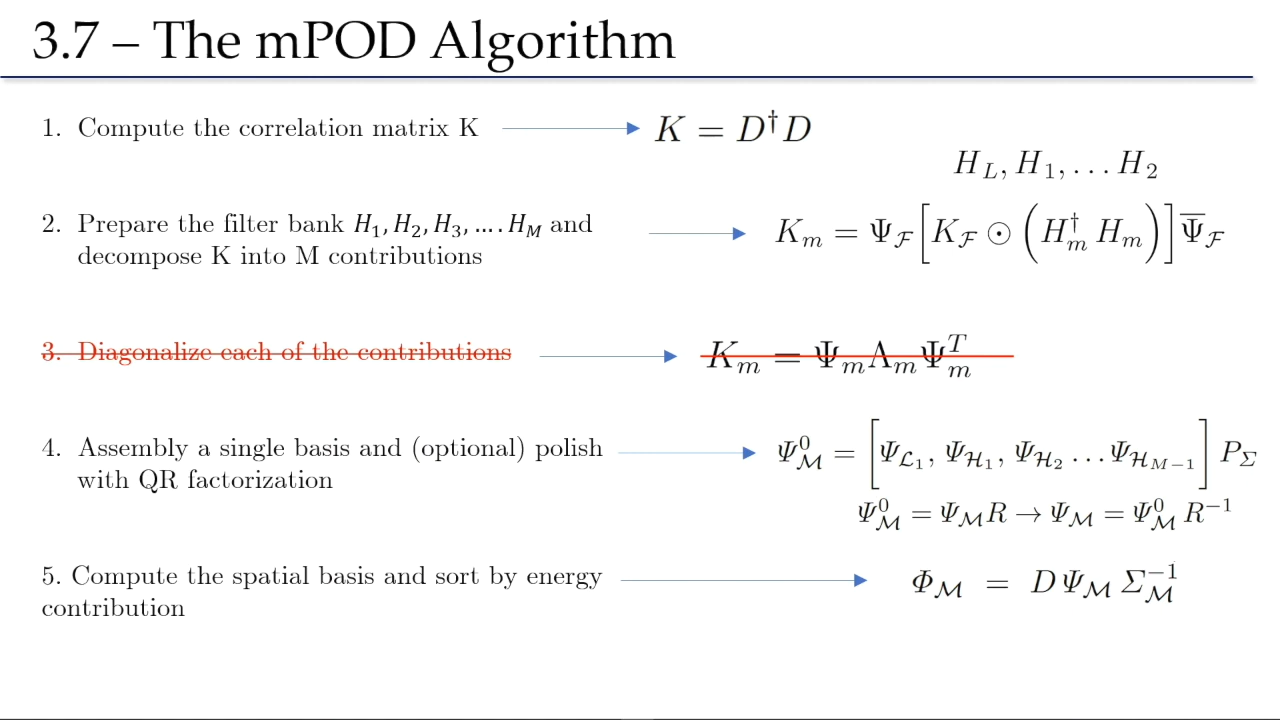 3.7 – The mPOD Algorithm
1. Compute the correlation matrix K
K = D†D
H_L, H_1, . . . H_2
2. Prepare the filter bank H_1, H_2, H_3, .... H_M and
decompose K into M contributions
K_m = Ψ_ℱ [K_ℱ ⊙ (H_m^† H_m)] Ψ̅_ℱ
3. Diagonalize each of the contributions
K_m = Ψ_m Λ_m Ψ_m^T
4. Assembly a single basis and (optional) polish
with QR factorization
Ψ_ℳ^0 = [Ψ_ℒ_1, Ψ_ℋ_1, Ψ_ℋ_2 . . . Ψ_ℋ_{M−1}] P_Σ
Ψ_ℳ^0 = Ψ_ℳ R → Ψ_ℳ = Ψ_ℳ^0 R^{−1}
5. Compute the spatial basis and sort by energy
contribution
Φ_ℳ = D Ψ_ℳ Σ_ℳ^{−1}